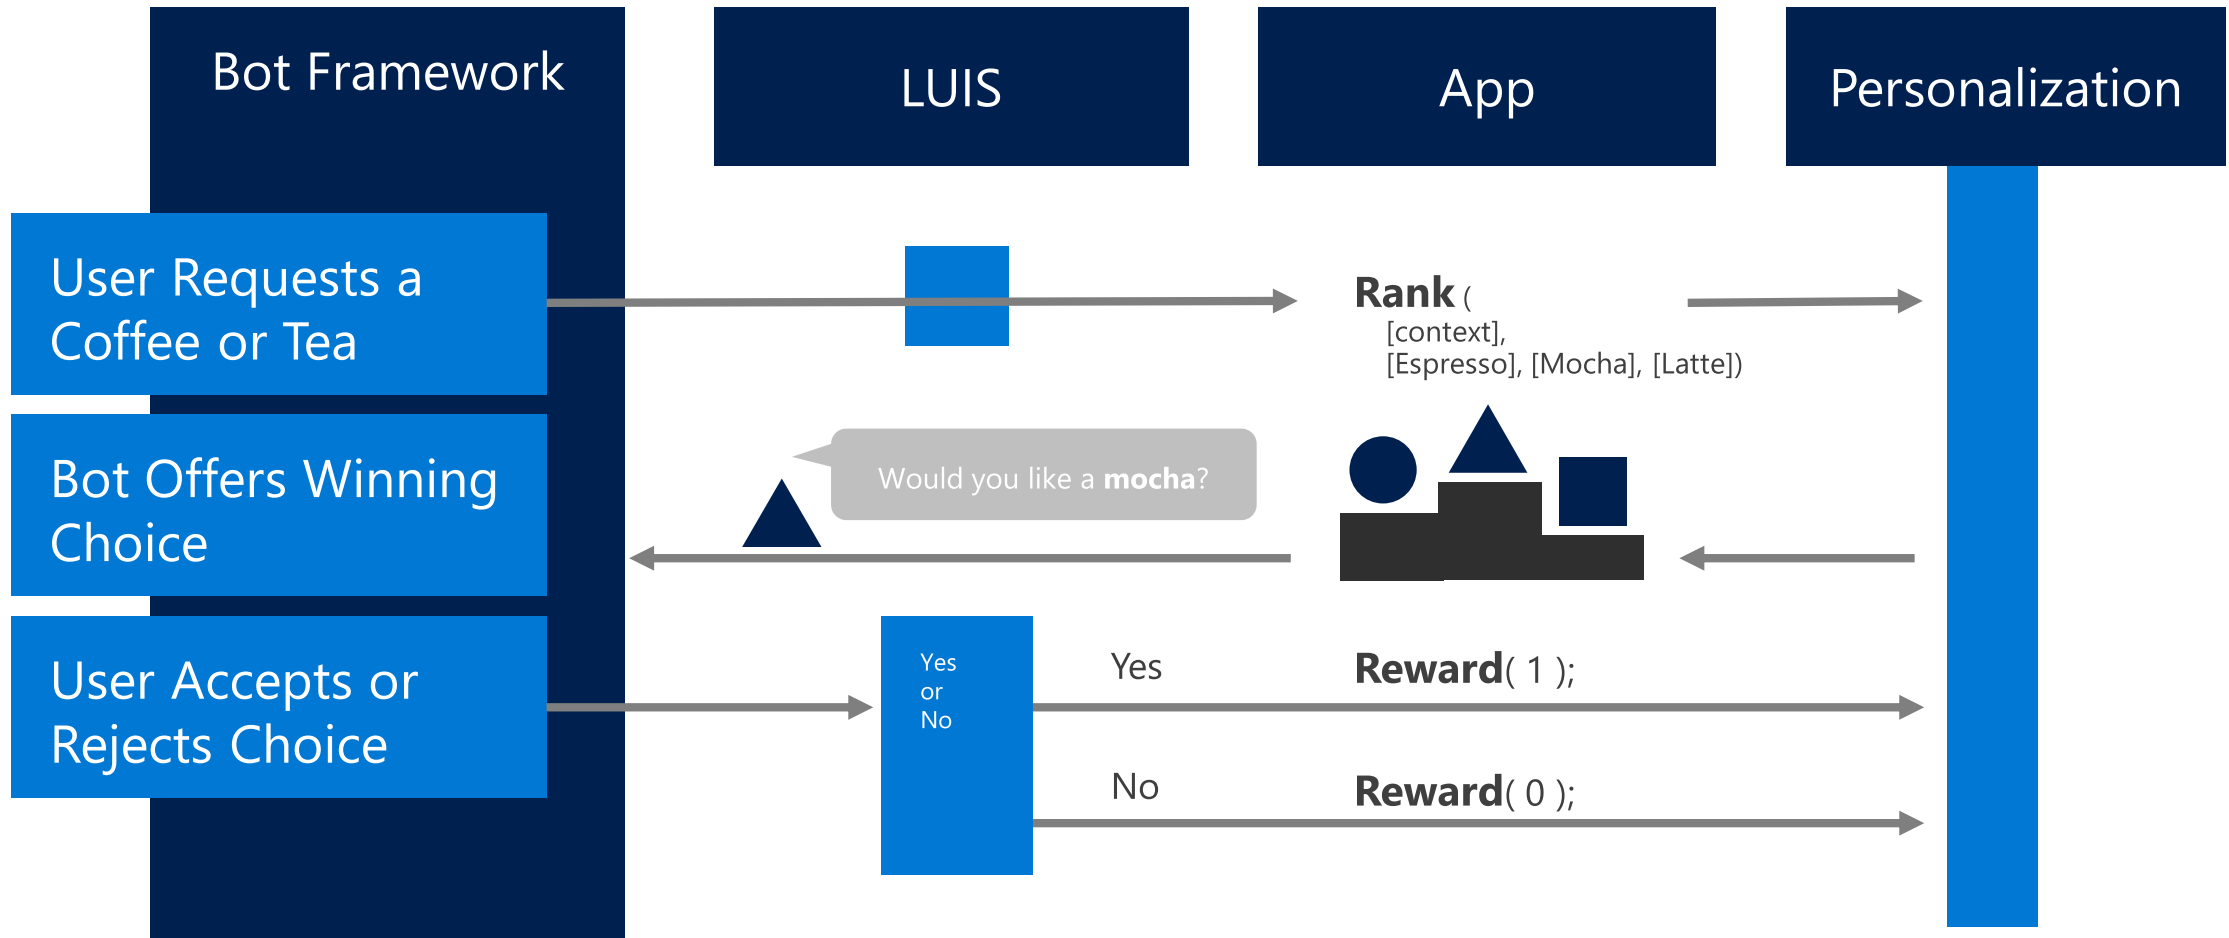 Bot Framework
LUIS
App
Personalization
User Requests a
Coffee or Tea
Rank (
[context],
[Espresso], [Mocha], [Latte])
Bot Offers Winning
Choice
Would you like a mocha?
User Accepts or
Rejects Choice
Yes
or
No
Yes
Reward( 1 );
No
Reward( 0 );